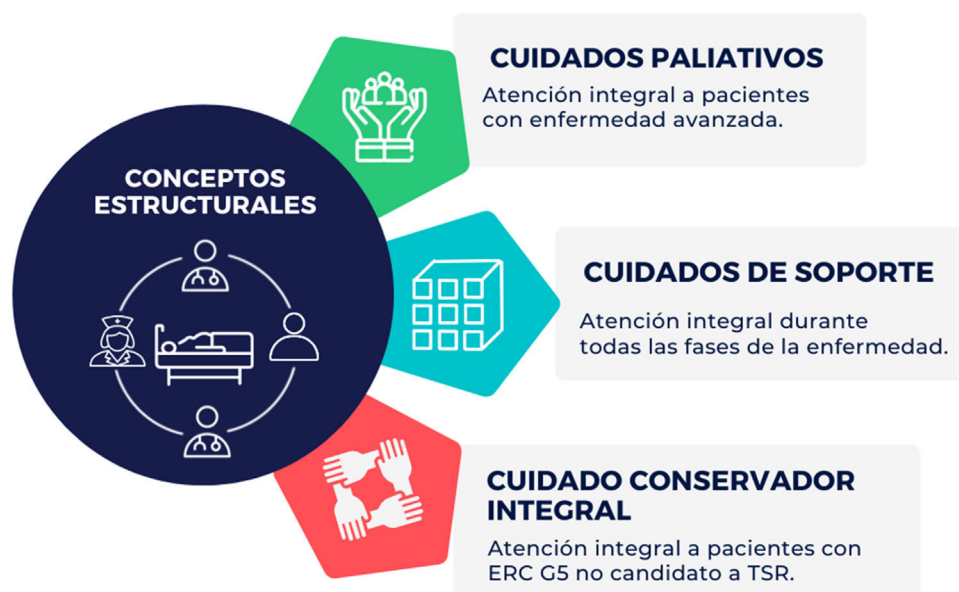 CONCEPTOS
ESTRUCTURALES
CUIDADOS PALIATIVOS
Atención integral a pacientes
con enfermedad avanzada.
CUIDADOS DE SOPORTE
Atención integral durante
todas las fases de la enfermedad.
CUIDADO CONSERVADOR
INTEGRAL
Atención integral a pacientes con
ERC G5 no candidato a TSR.